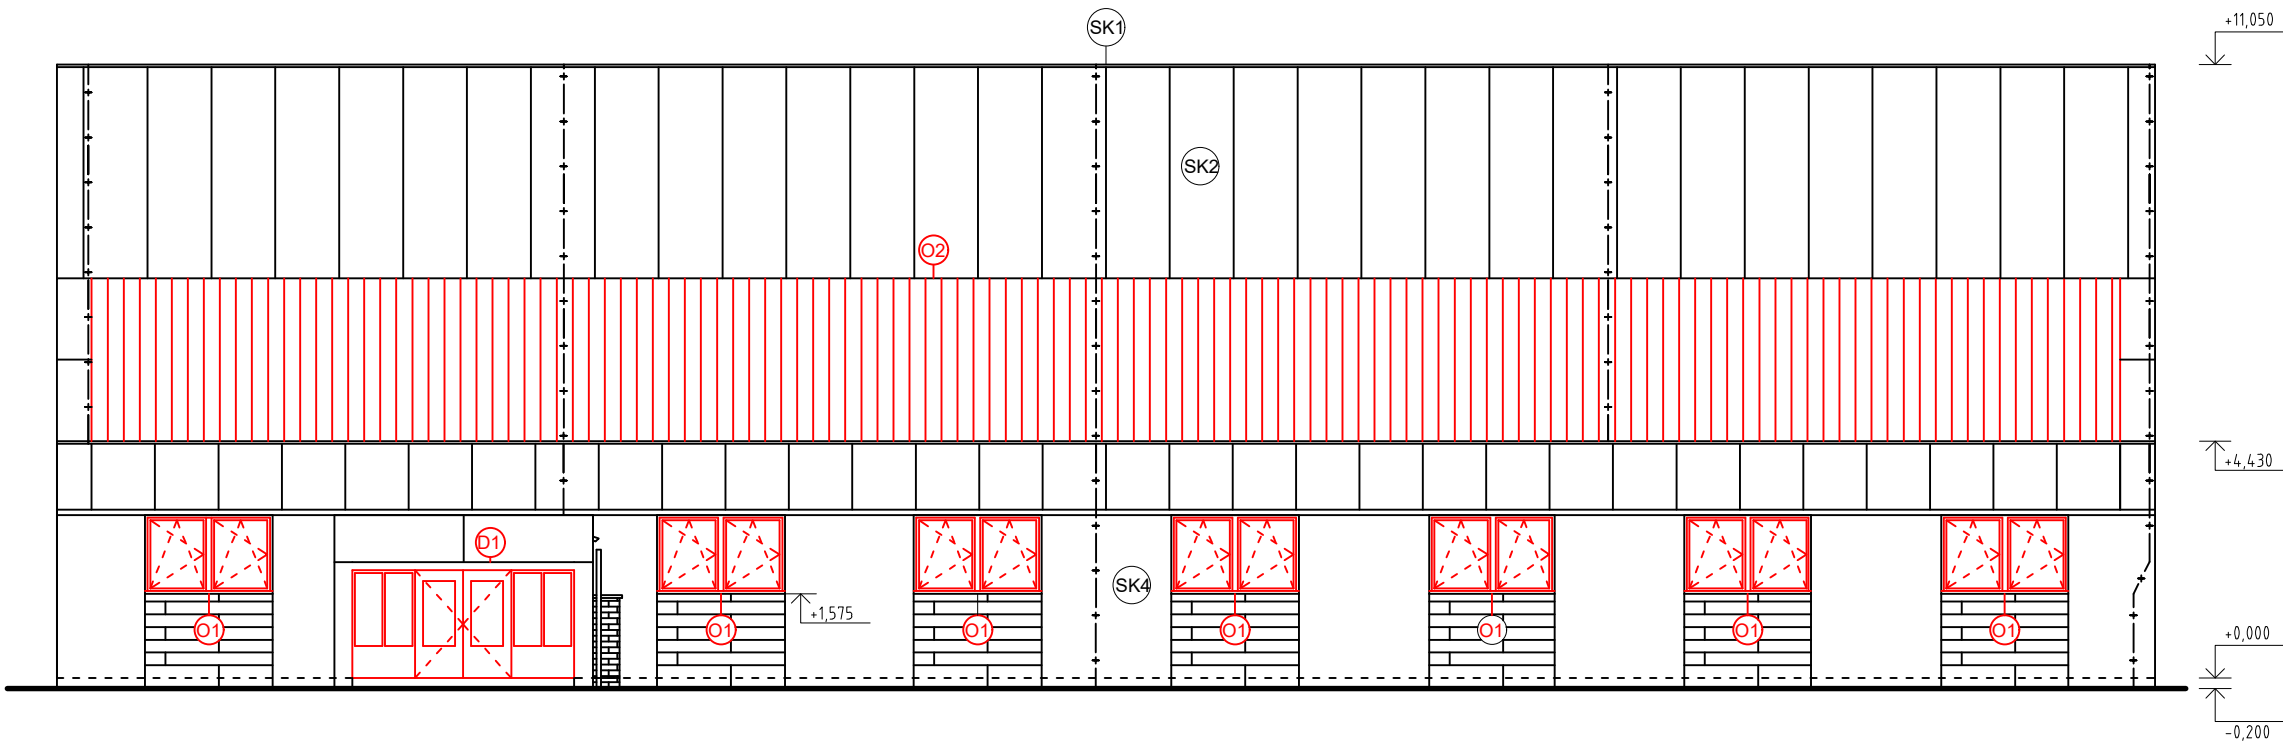 SK1
+11,050
SK2
O2
+4,430
D1
SK4
+1,575
O1
O1
O1
O1
O1
O1
O1
+0,000
-0,200